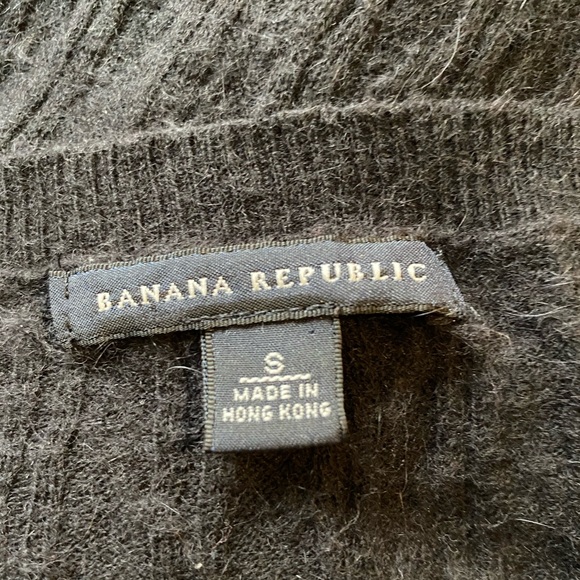 BANANA REPUBLIC
S
MADE IN
HONG KONG